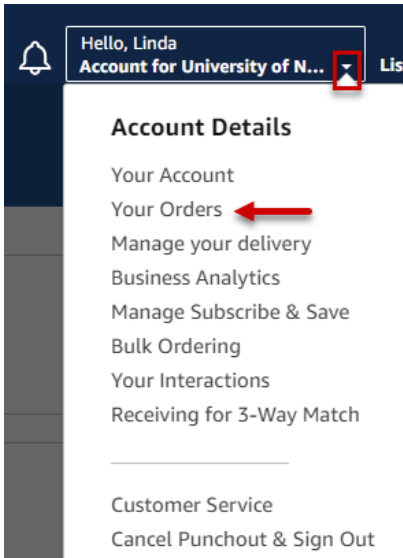 Hello, Linda
Account for University of N...
Lis
Account Details
Your Account
Your Orders
Manage your delivery
Business Analytics
Manage Subscribe & Save
Bulk Ordering
Your Interactions
Receiving for 3-Way Match
Customer Service
Cancel Punchout & Sign Out